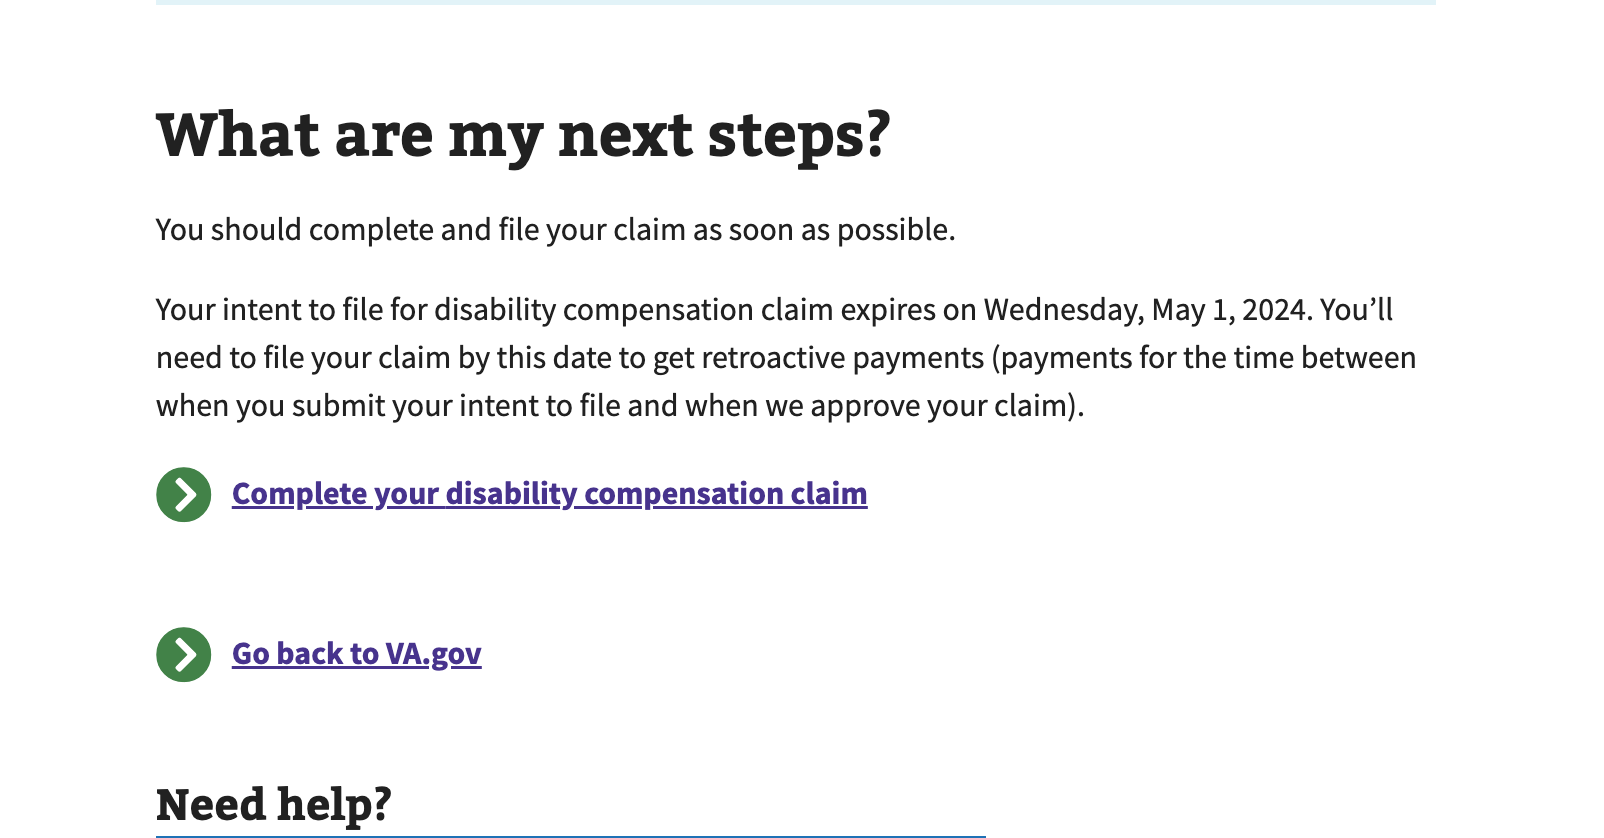 What are my next steps?
You should complete and file your claim as soon as possible.
Your intent to file for disability compensation claim expires on Wednesday, May 1, 2024. You’ll
need to file your claim by this date to get retroactive payments (payments for the time between
when you submit your intent to file and when we approve your claim).
Complete your disability compensation claim
Go back to VA.gov
Need help?